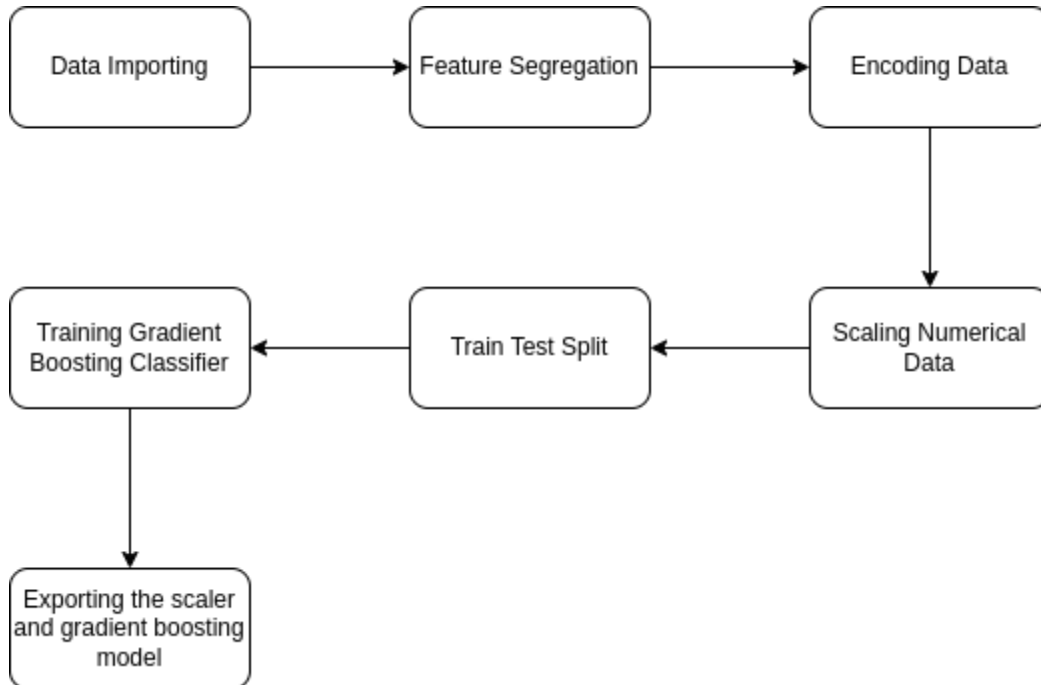 Data Importing
Feature Segregation
Encoding Data
Scaling Numerical
Data
Train Test Split
Training Gradient
Boosting Classifier
Exporting the scaler
and gradient boosting
model